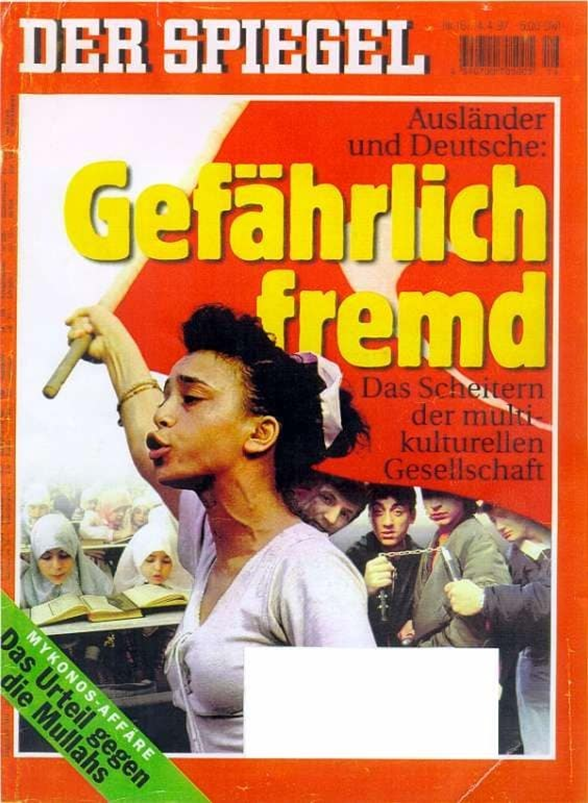 DER SPIEGEL
Ausländer
und Deutsche:
Gefährlich
fremd
Das Scheitern
der multi-
kulturellen
Gesellschaft
MYKONOS-AFFÄRE
Das Urteil gegen
die Mullahs